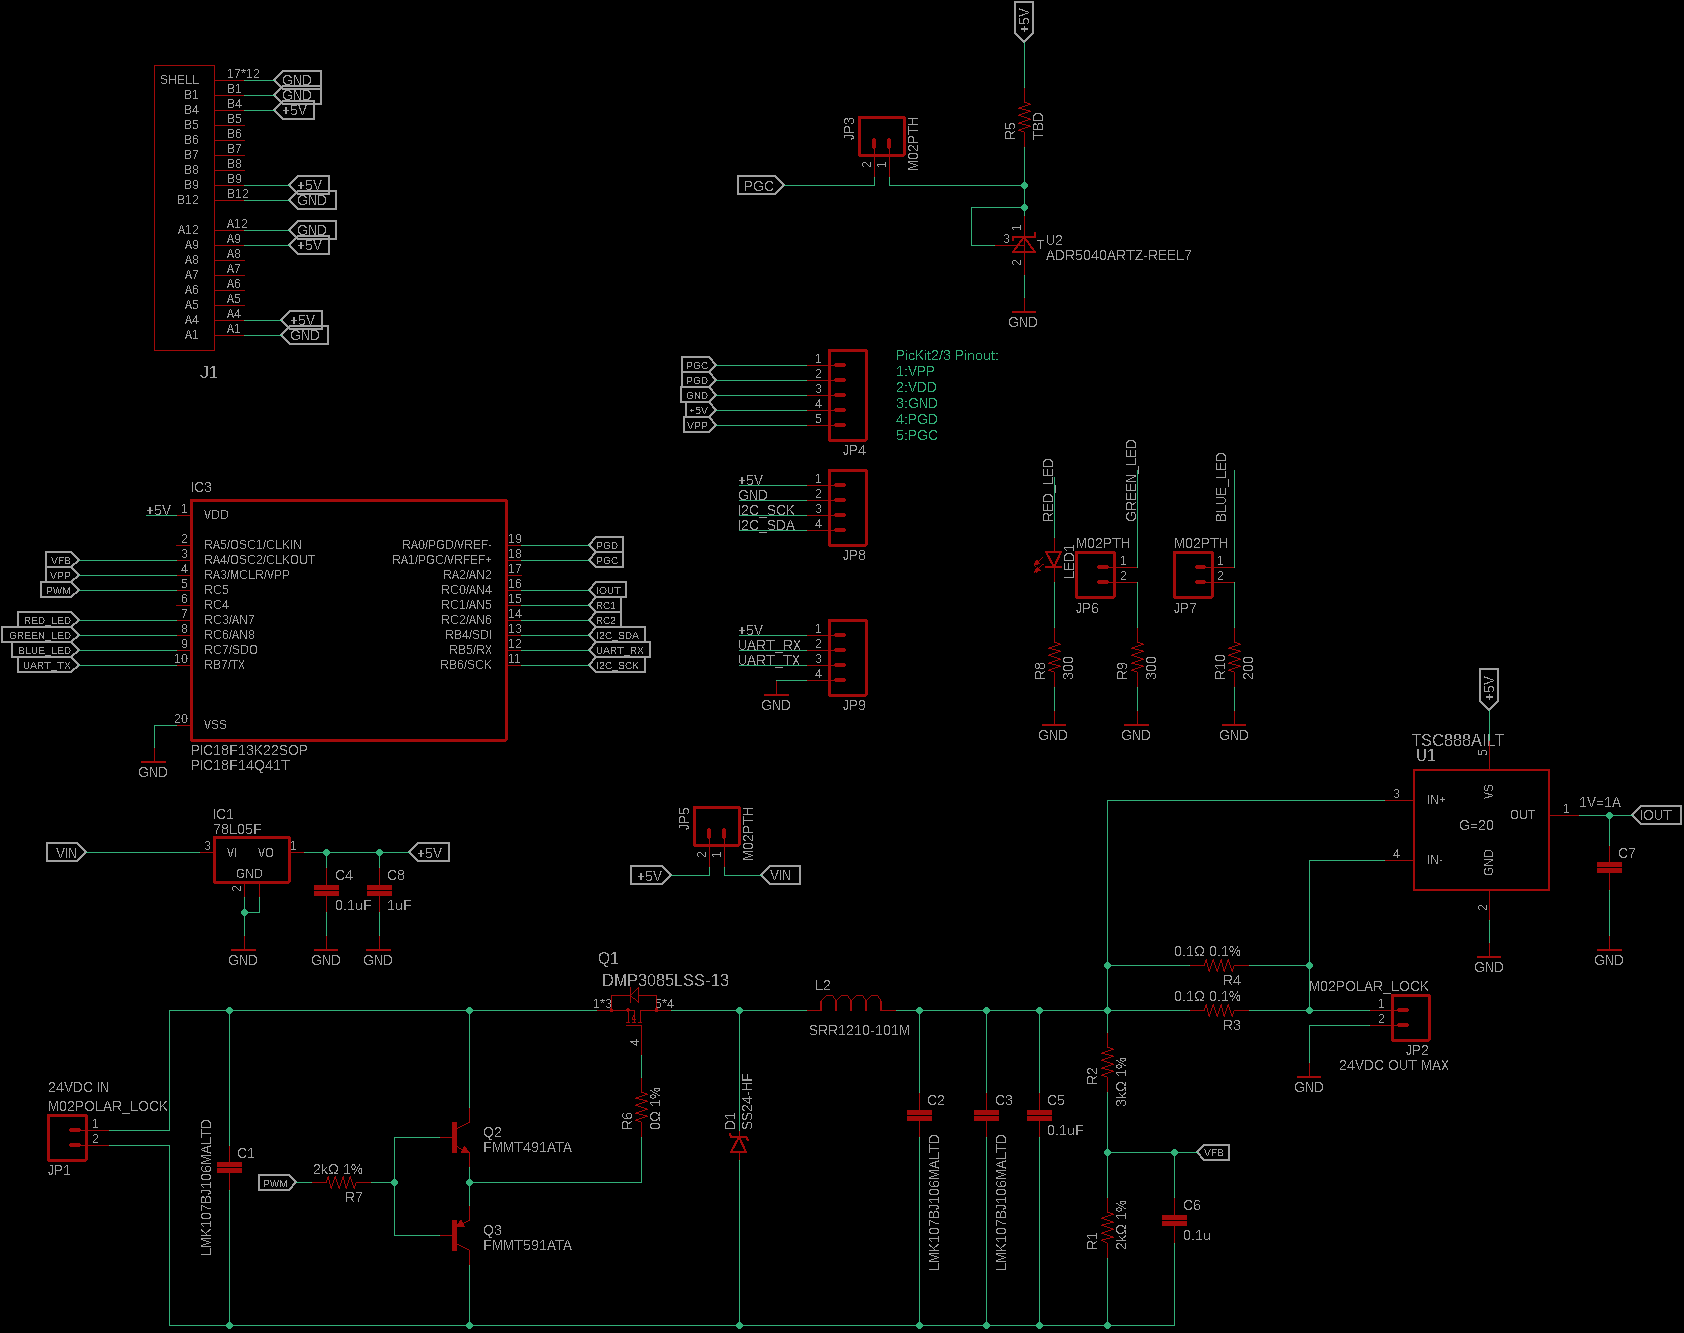 +5V
SHELL 17*12 GND
B1 B1 GND
B4 B4 +5V
B5 B5
B6 B6
B7 B7
B8 B8
B9 B9 +5V
B12 B12 GND
A12 A12 GND
A9 A9 +5V
A8 A8
A7 A7
A6 A6
A5 A5
A4 A4 +5V
A1 A1 GND
J1
R5
TBD
JP3
M02PTH
2 1
PGC
1
3
2
T
U2
ADR5040ARTZ-REEL7
GND
PGC 1
PGD 2
GND 3
+5V 4
VPP 5
JP4
PicKit2/3 Pinout:
1:VPP
2:VDD
3:GND
4:PGD
5:PGC
+5V 1
GND 2
I2C_SCK 3
I2C_SDA 4
JP8
+5V 1
UART_RX 2
UART_TX 3
4
GND
JP9
IC3
+5V 1 VDD
2 RA5/OSC1/CLKIN
VFB 3 RA4/OSC2/CLKOUT
VPP 4 RA3/MCLR/VPP
PWM 5 RC5
6 RC4
RED_LED 7 RC3/AN7
GREEN_LED 8 RC6/AN8
BLUE_LED 9 RC7/SDO
UART_TX 10 RB7/TX
20 VSS
GND
RA0/PGD/VREF- 19 PGD
RA1/PGC/VRFEF+ 18 PGC
RA2/AN2 17
RC0/AN4 16 IOUT
RC1/AN5 15 RC1
RC2/AN6 14 RC2
RB4/SDI 13 I2C_SDA
RB5/RX 12 UART_RX
RB6/SCK 11 I2C_SCK
PIC18F13K22SOP
PIC18F14Q41T
RED_LED
LED1
R8
300
GND
GREEN_LED
M02PTH
1
2
JP6
R9
300
GND
BLUE_LED
M02PTH
1
2
JP7
R10
200
GND
+5V
TSC888AILT
U1
5
VS
3 IN+
G=20
OUT 1
1V=1A
IOUT
4 IN-
GND
2
GND
C7
GND
IC1
78L05F
VIN 3 VI VO 1 +5V
GND
2
GND
C4
0.1uF
GND
C8
1uF
GND
JP5
M02PTH
2 1
+5V
VIN
Q1
DMP3085LSS-13
1*3 5*4
4
L2
SRR1210-101M
0.1Ω 0.1%
R4
0.1Ω 0.1%
R3
M02POLAR_LOCK
1
2
JP2
24VDC OUT MAX
GND
24VDC IN
M02POLAR_LOCK
1
2
JP1
C1
LMK107BJ106MALTD
PWM
2kΩ 1%
R7
Q2
FMMT491ATA
Q3
FMMT591ATA
R6
0Ω 1%
D1
SS24-HF
C2
LMK107BJ106MALTD
C3
LMK107BJ106MALTD
C5
0.1uF
R2
3kΩ 1%
VFB
R1
2kΩ 1%
C6
0.1u